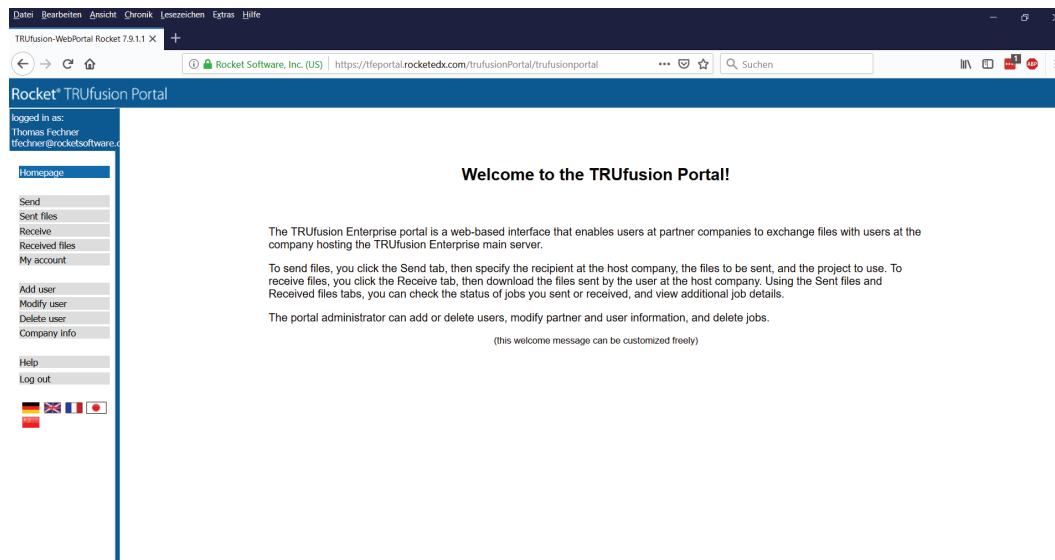 Datei Bearbeiten Ansicht Chronik Lesezeichen Extras Hilfe
TRUfusion-WebPortal Rocket 7.9.1.1
Rocket Software, Inc. (US) https://tfeportal.rocketedx.com/trufusionPortal/trufusionportal Suchen 1 ABP
Rocket® TRUfusion Portal
logged in as:
Thomas Fechner
tfechner@rocketsoftware.c
Homepage
Send
Sent files
Receive
Received files
My account
Add user
Modify user
Delete user
Company info
Help
Log out
Welcome to the TRUfusion Portal!
The TRUfusion Enterprise portal is a web-based interface that enables users at partner companies to exchange files with users at the
company hosting the TRUfusion Enterprise main server.
To send files, you click the Send tab, then specify the recipient at the host company, the files to be sent, and the project to use. To
receive files, you click the Receive tab, then download the files sent by the user at the host company. Using the Sent files and
Received files tabs, you can check the status of jobs you sent or received, and view additional job details.
The portal administrator can add or delete users, modify partner and user information, and delete jobs.
(this welcome message can be customized freely)